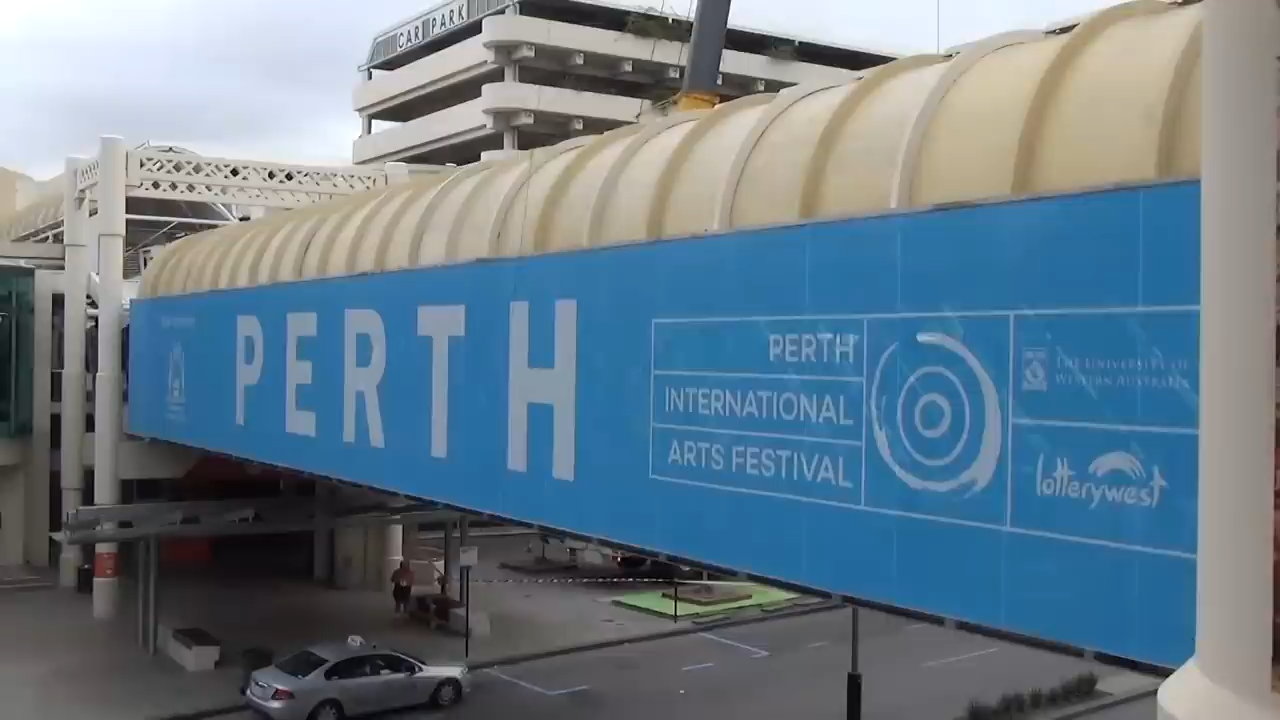 CAR PARK
PERTH
PERTH
INTERNATIONAL
ARTS FESTIVAL
THE UNIVERSITY OF
WESTERN AUSTRALIA
lotterywest